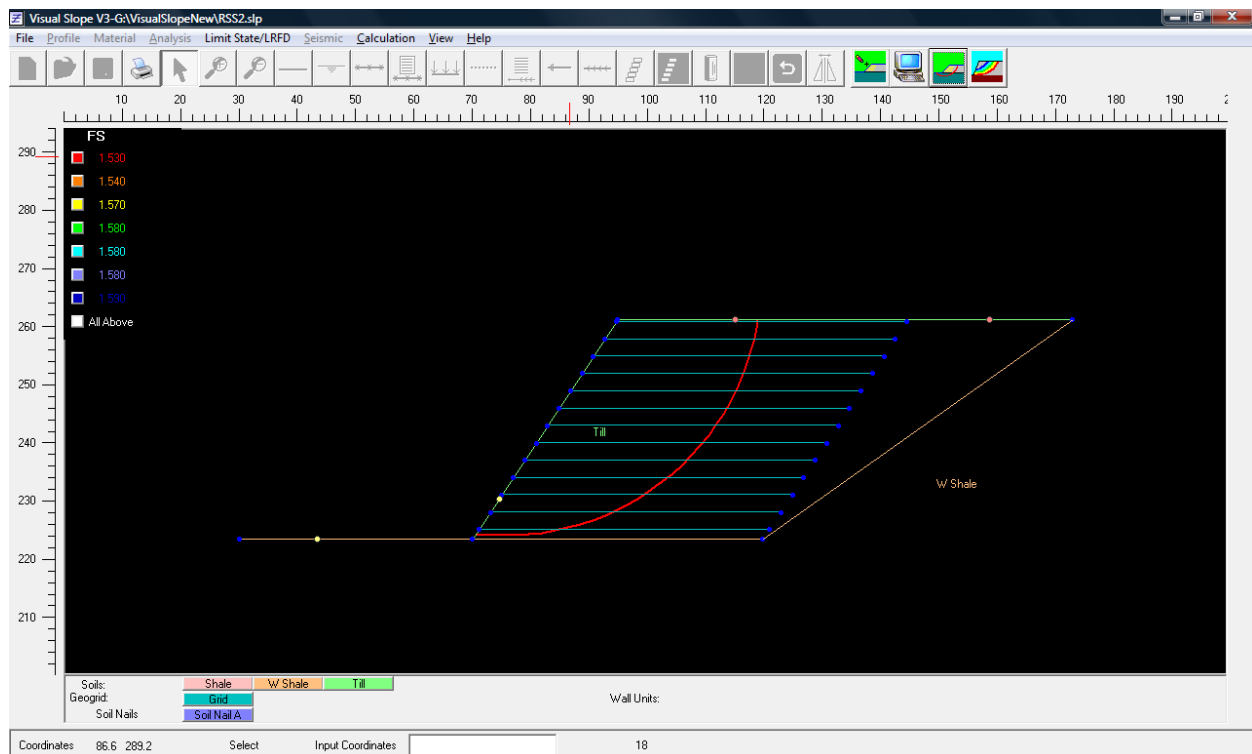 Visual Slope V3-G:\VisualSlopeNew\RSS2.slp
File Profile Material Analysis Limit State/LRFD Seismic Calculation View Help
10 20 30 40 50 60 70 80 90 100 110 120 130 140 150 160 170 180 190 2
FS
290
1.530
1.540
1.570
280
1.580
1.580
270
1.580
1.590
All Above
260
250
240
Till
230
W Shale
220
210
Soils: Shale W Shale Till
Geogrid: Grid Wall Units:
Soil Nails Soil Nail A
Coordinates 86.6 289.2 Select Input Coordinates 18